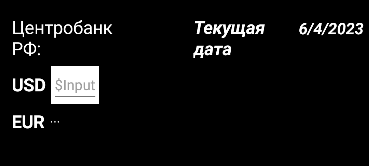 Центробанк РФ:
Текущая дата
6/4/2023
USD $Input
EUR ...